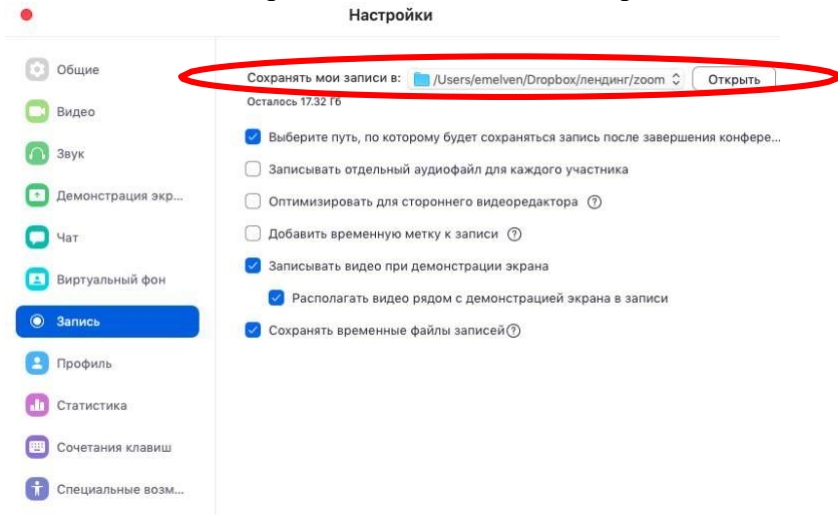 Настройки
Общие
Видео
Звук
Демонстрация экр...
Чат
Виртуальный фон
Запись
Профиль
Статистика
Сочетания клавиш
Специальные возм...
Сохранять мои записи в: /Users/emelven/Dropbox/лендинг/zoom Открыть
Осталось 17.32 Гб
Выберите путь, по которому будет сохраняться запись после завершения конфере...
Записывать отдельный аудиофайл для каждого участника
Оптимизировать для стороннего видеоредактора ?
Добавить временную метку к записи ?
Записывать видео при демонстрации экрана
Располагать видео рядом с демонстрацией экрана в записи
Сохранять временные файлы записей ?